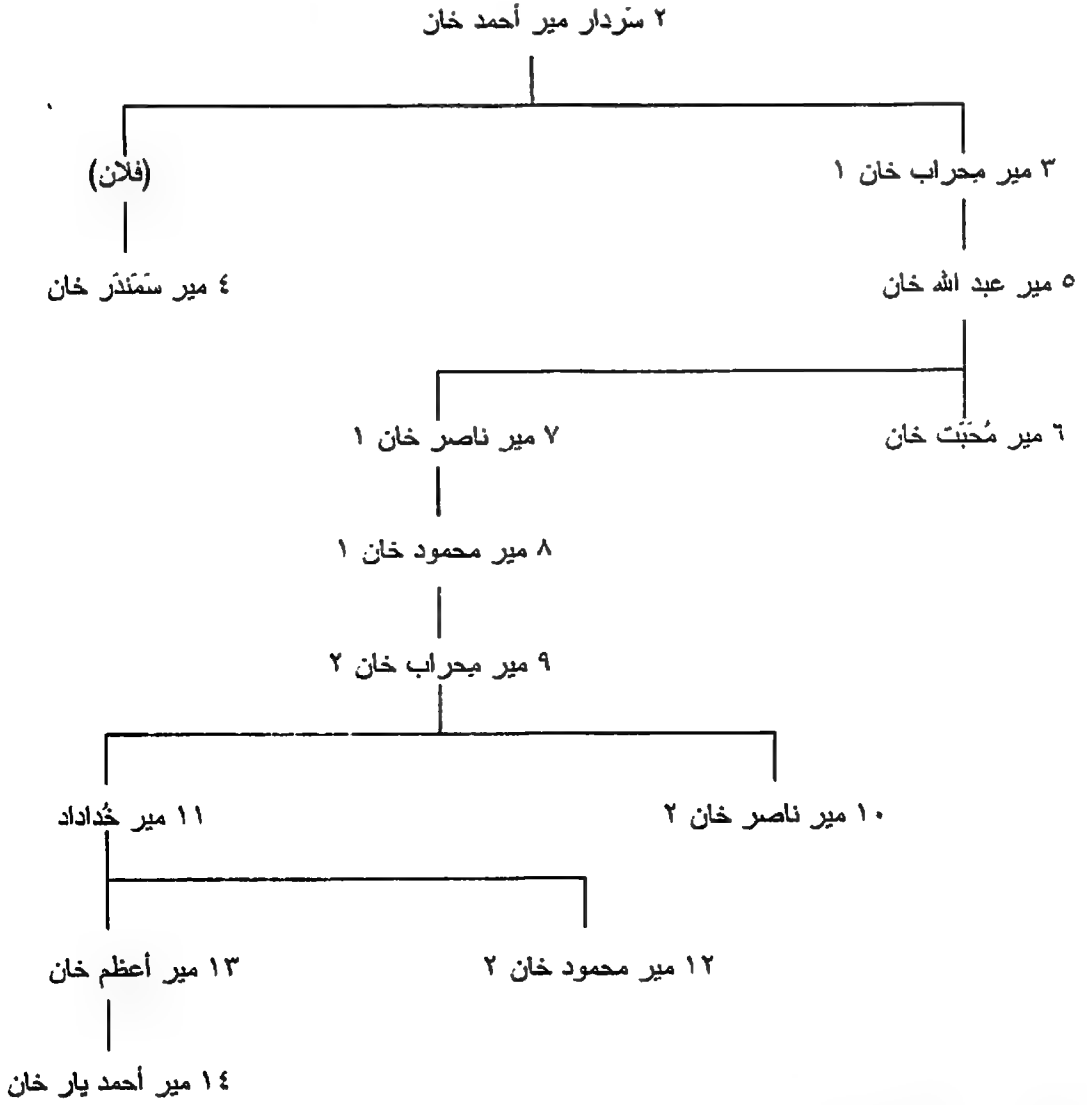 ٢ سَردار مير أحمد خان
٣ مير مِحراب خان ١
(فلان)
٥ مير عبد الله خان
٤ مير سَمَندَر خان
٦ مير مُحَبَّت خان
٧ مير ناصر خان ١
٨ مير محمود خان ١
٩ مير مِحراب خان ٢
١٠ مير ناصر خان ٢
١١ مير خُداداد
١٢ مير محمود خان ٢
١٣ مير أعظم خان
١٤ مير أحمد يار خان